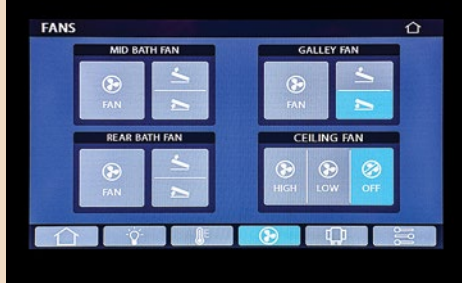 FANS
MID BATH FAN
FAN
GALLEY FAN
FAN
REAR BATH FAN
FAN
CEILING FAN
HIGH LOW OFF